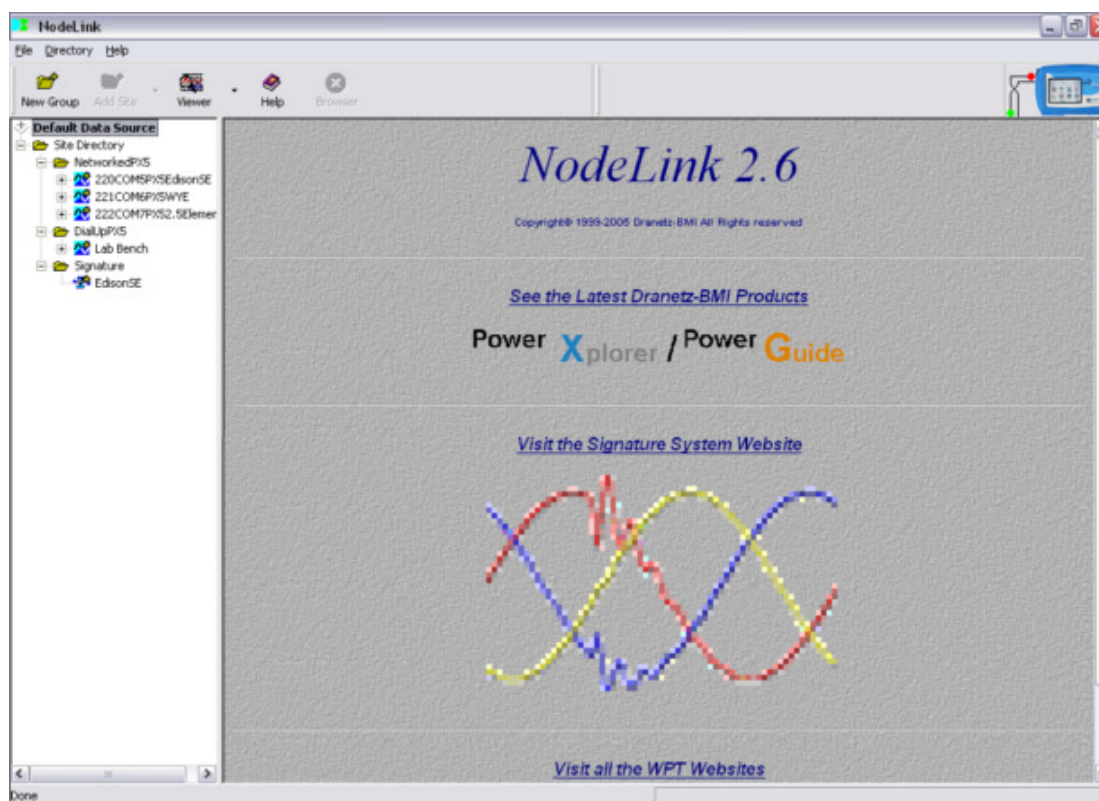 NodeLink
File Directory Help
New Group Add Site Viewer Help Browser
Default Data Source
Site Directory
NetworkedPX5
220COM5PX5EdisonSE
221COM6PX5WYE
222COM7PX52.5Elemer
DialUpPX5
Lab Bench
Signature
EdisonSE
NodeLink 2.6
Copyright© 1999-2005 Dranetz-BMI All Rights reserved
See the Latest Dranetz-BMI Products
Power Xplorer / Power Guide
Visit the Signature System Website
Visit all the WPT Websites
Done